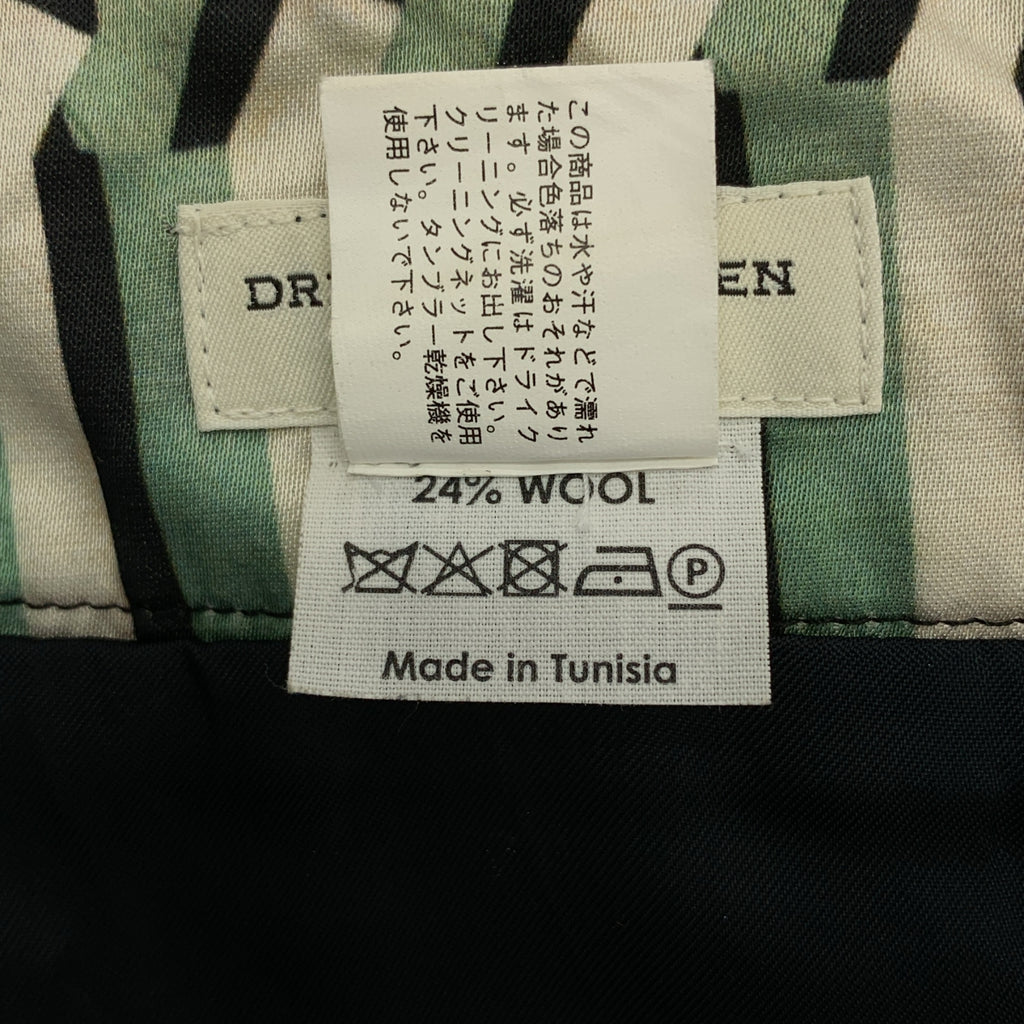 この商品は水や汗などで濡れ
た場合色落ちのおそれがあり
ます。必ず洗濯はドライク
リーニングにお出し下さい。
クリーニングネットをご使用
下さい。タンブラー乾燥機を
使用しないで下さい。
DR
EN
24% WOOL
P
Made in Tunisia